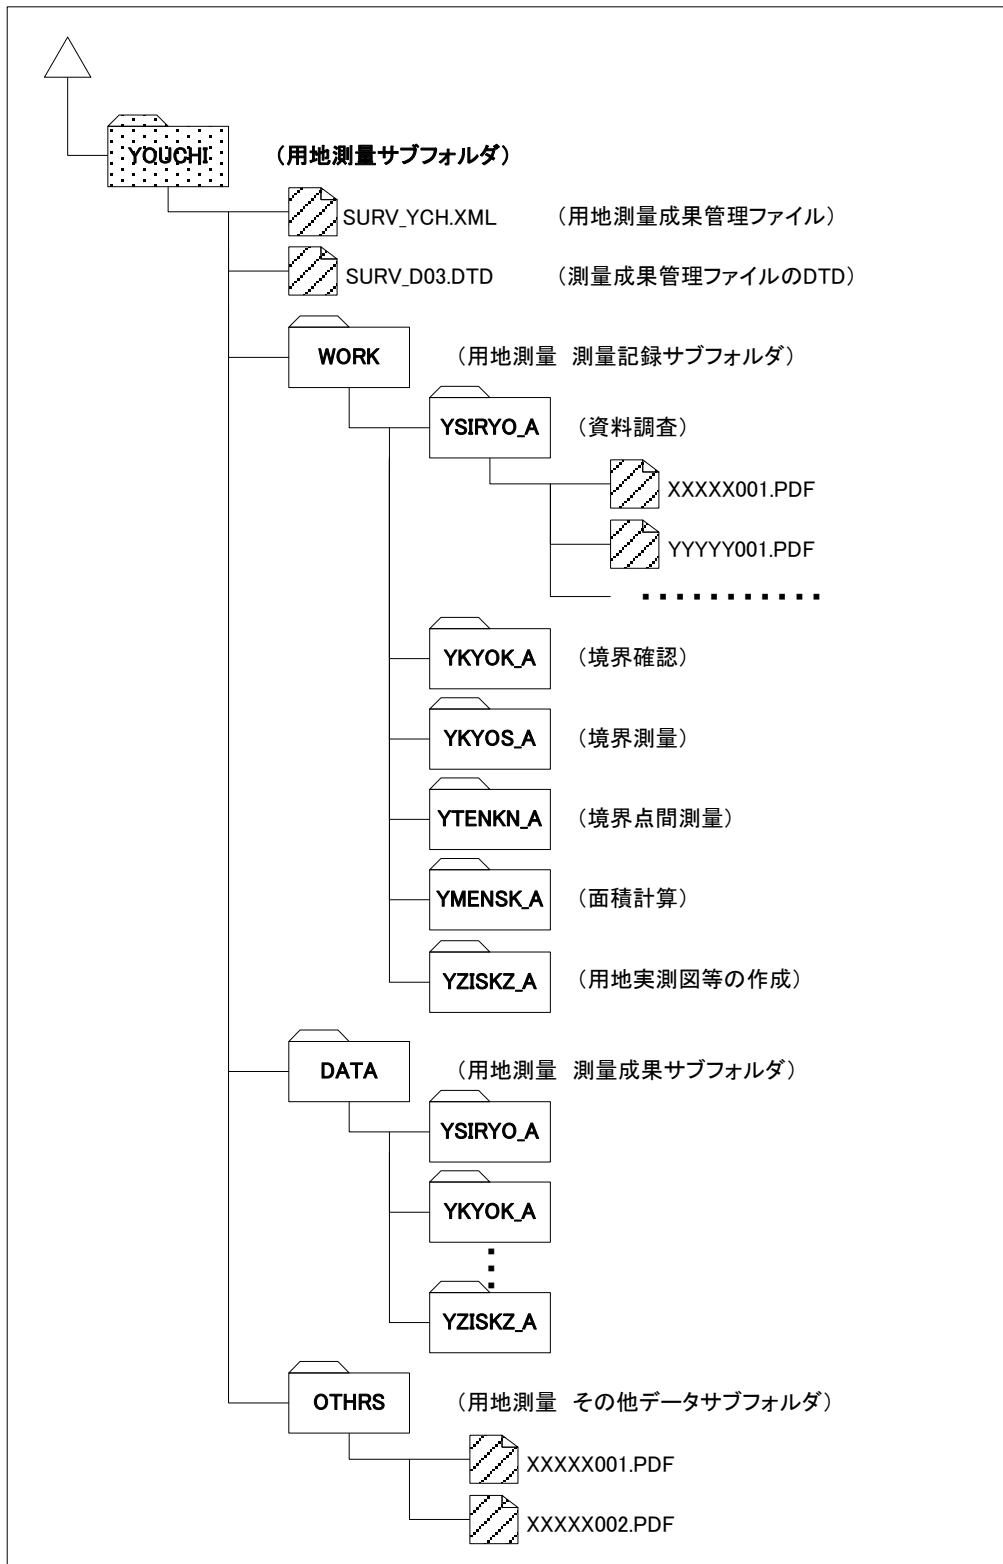 YOUCHI （用地測量サブフォルダ）
SURV_YCH.XML （用地測量成果管理ファイル）
SURV_D03.DTD （測量成果管理ファイルのDTD）
WORK （用地測量 測量記録サブフォルダ）
YSIRYO_A （資料調査）
XXXXX001.PDF
YYYYY001.PDF
YKYOK_A （境界確認）
YKYOS_A （境界測量）
YTENKN_A （境界点間測量）
YMENSK_A （面積計算）
YZISKZ_A （用地実測図等の作成）
DATA （用地測量 測量成果サブフォルダ）
YSIRYO_A
YKYOK_A
YZISKZ_A
OTHRS （用地測量 その他データサブフォルダ）
XXXXX001.PDF
XXXXX002.PDF